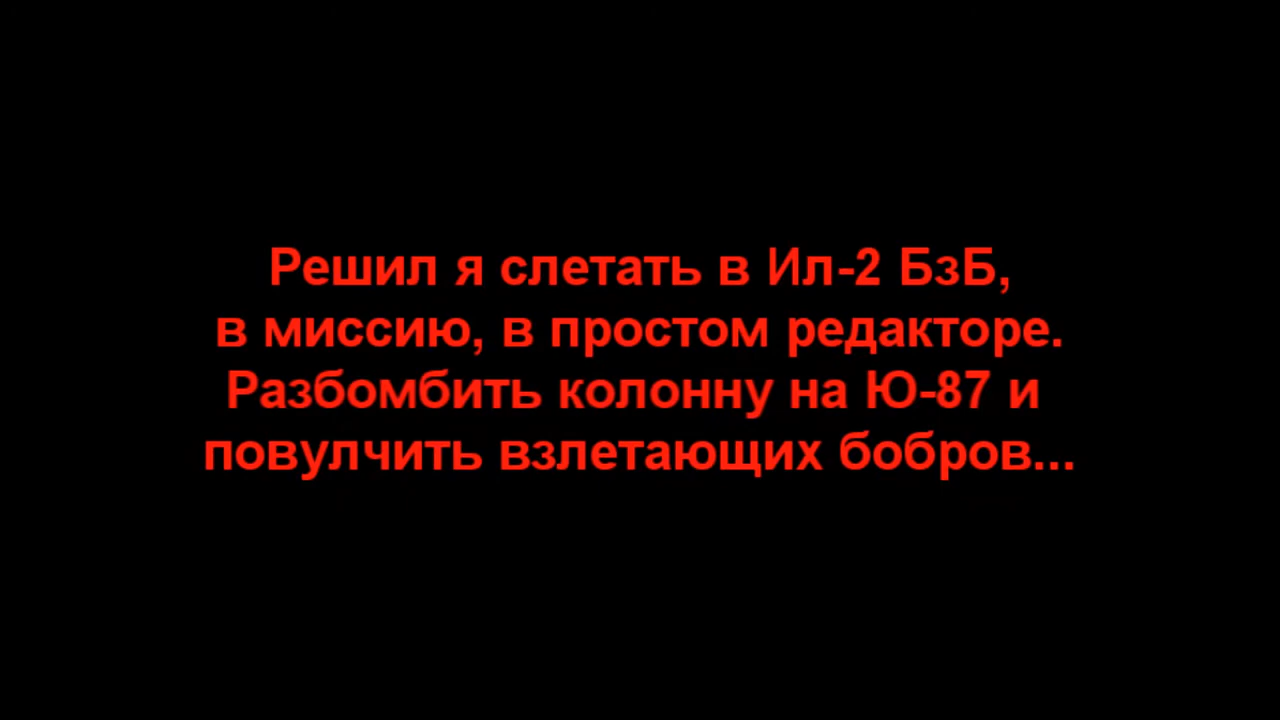 Решил я слетать в Ил-2 БзБ,
в миссию, в простом редакторе.
Разбомбить колонну на Ю-87 и
повулчить взлетающих бобров...